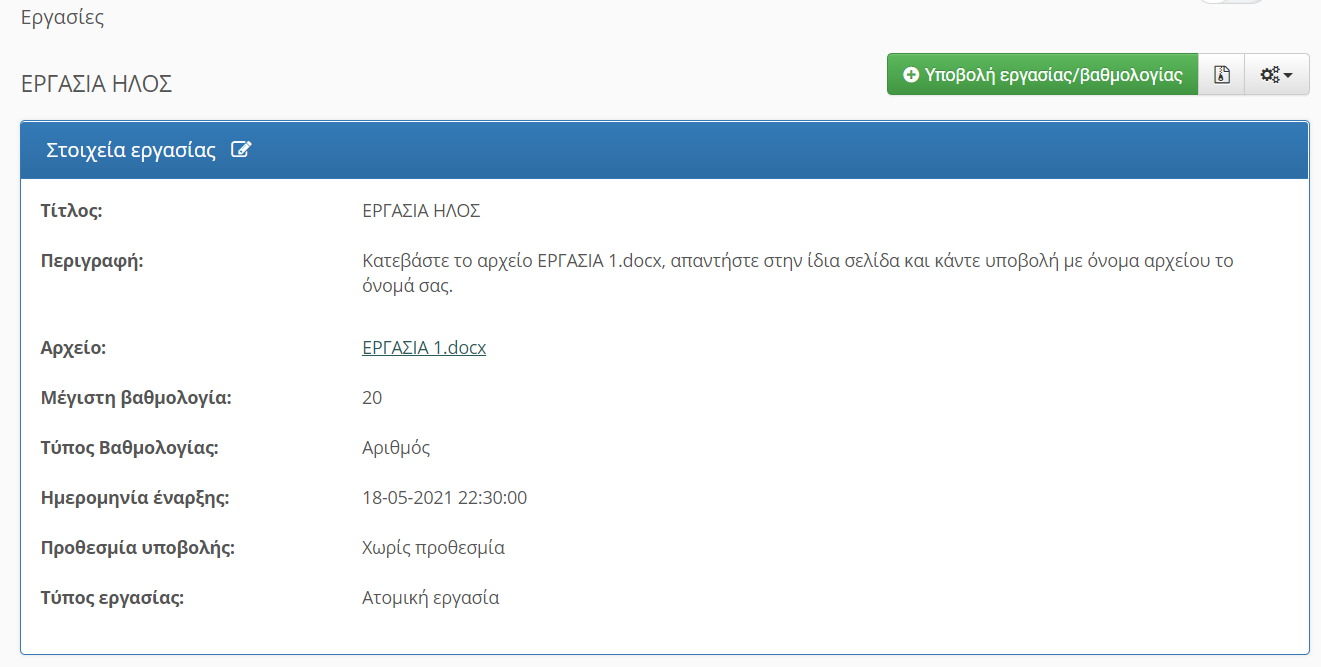 Εργασίες
ΕΡΓΑΣΙΑ ΗΛΟΣ
Υποβολή εργασίας/βαθμολογίας
Στοιχεία εργασίας
Τίτλος: ΕΡΓΑΣΙΑ ΗΛΟΣ
Περιγραφή: Κατεβάστε το αρχείο ΕΡΓΑΣΙΑ 1.docx, απαντήστε στην ίδια σελίδα και κάντε υποβολή με όνομα αρχείου το
όνομά σας.
Αρχείο: ΕΡΓΑΣΙΑ 1.docx
Μέγιστη βαθμολογία: 20
Τύπος Βαθμολογίας: Αριθμός
Ημερομηνία έναρξης: 18-05-2021 22:30:00
Προθεσμία υποβολής: Χωρίς προθεσμία
Τύπος εργασίας: Ατομική εργασία